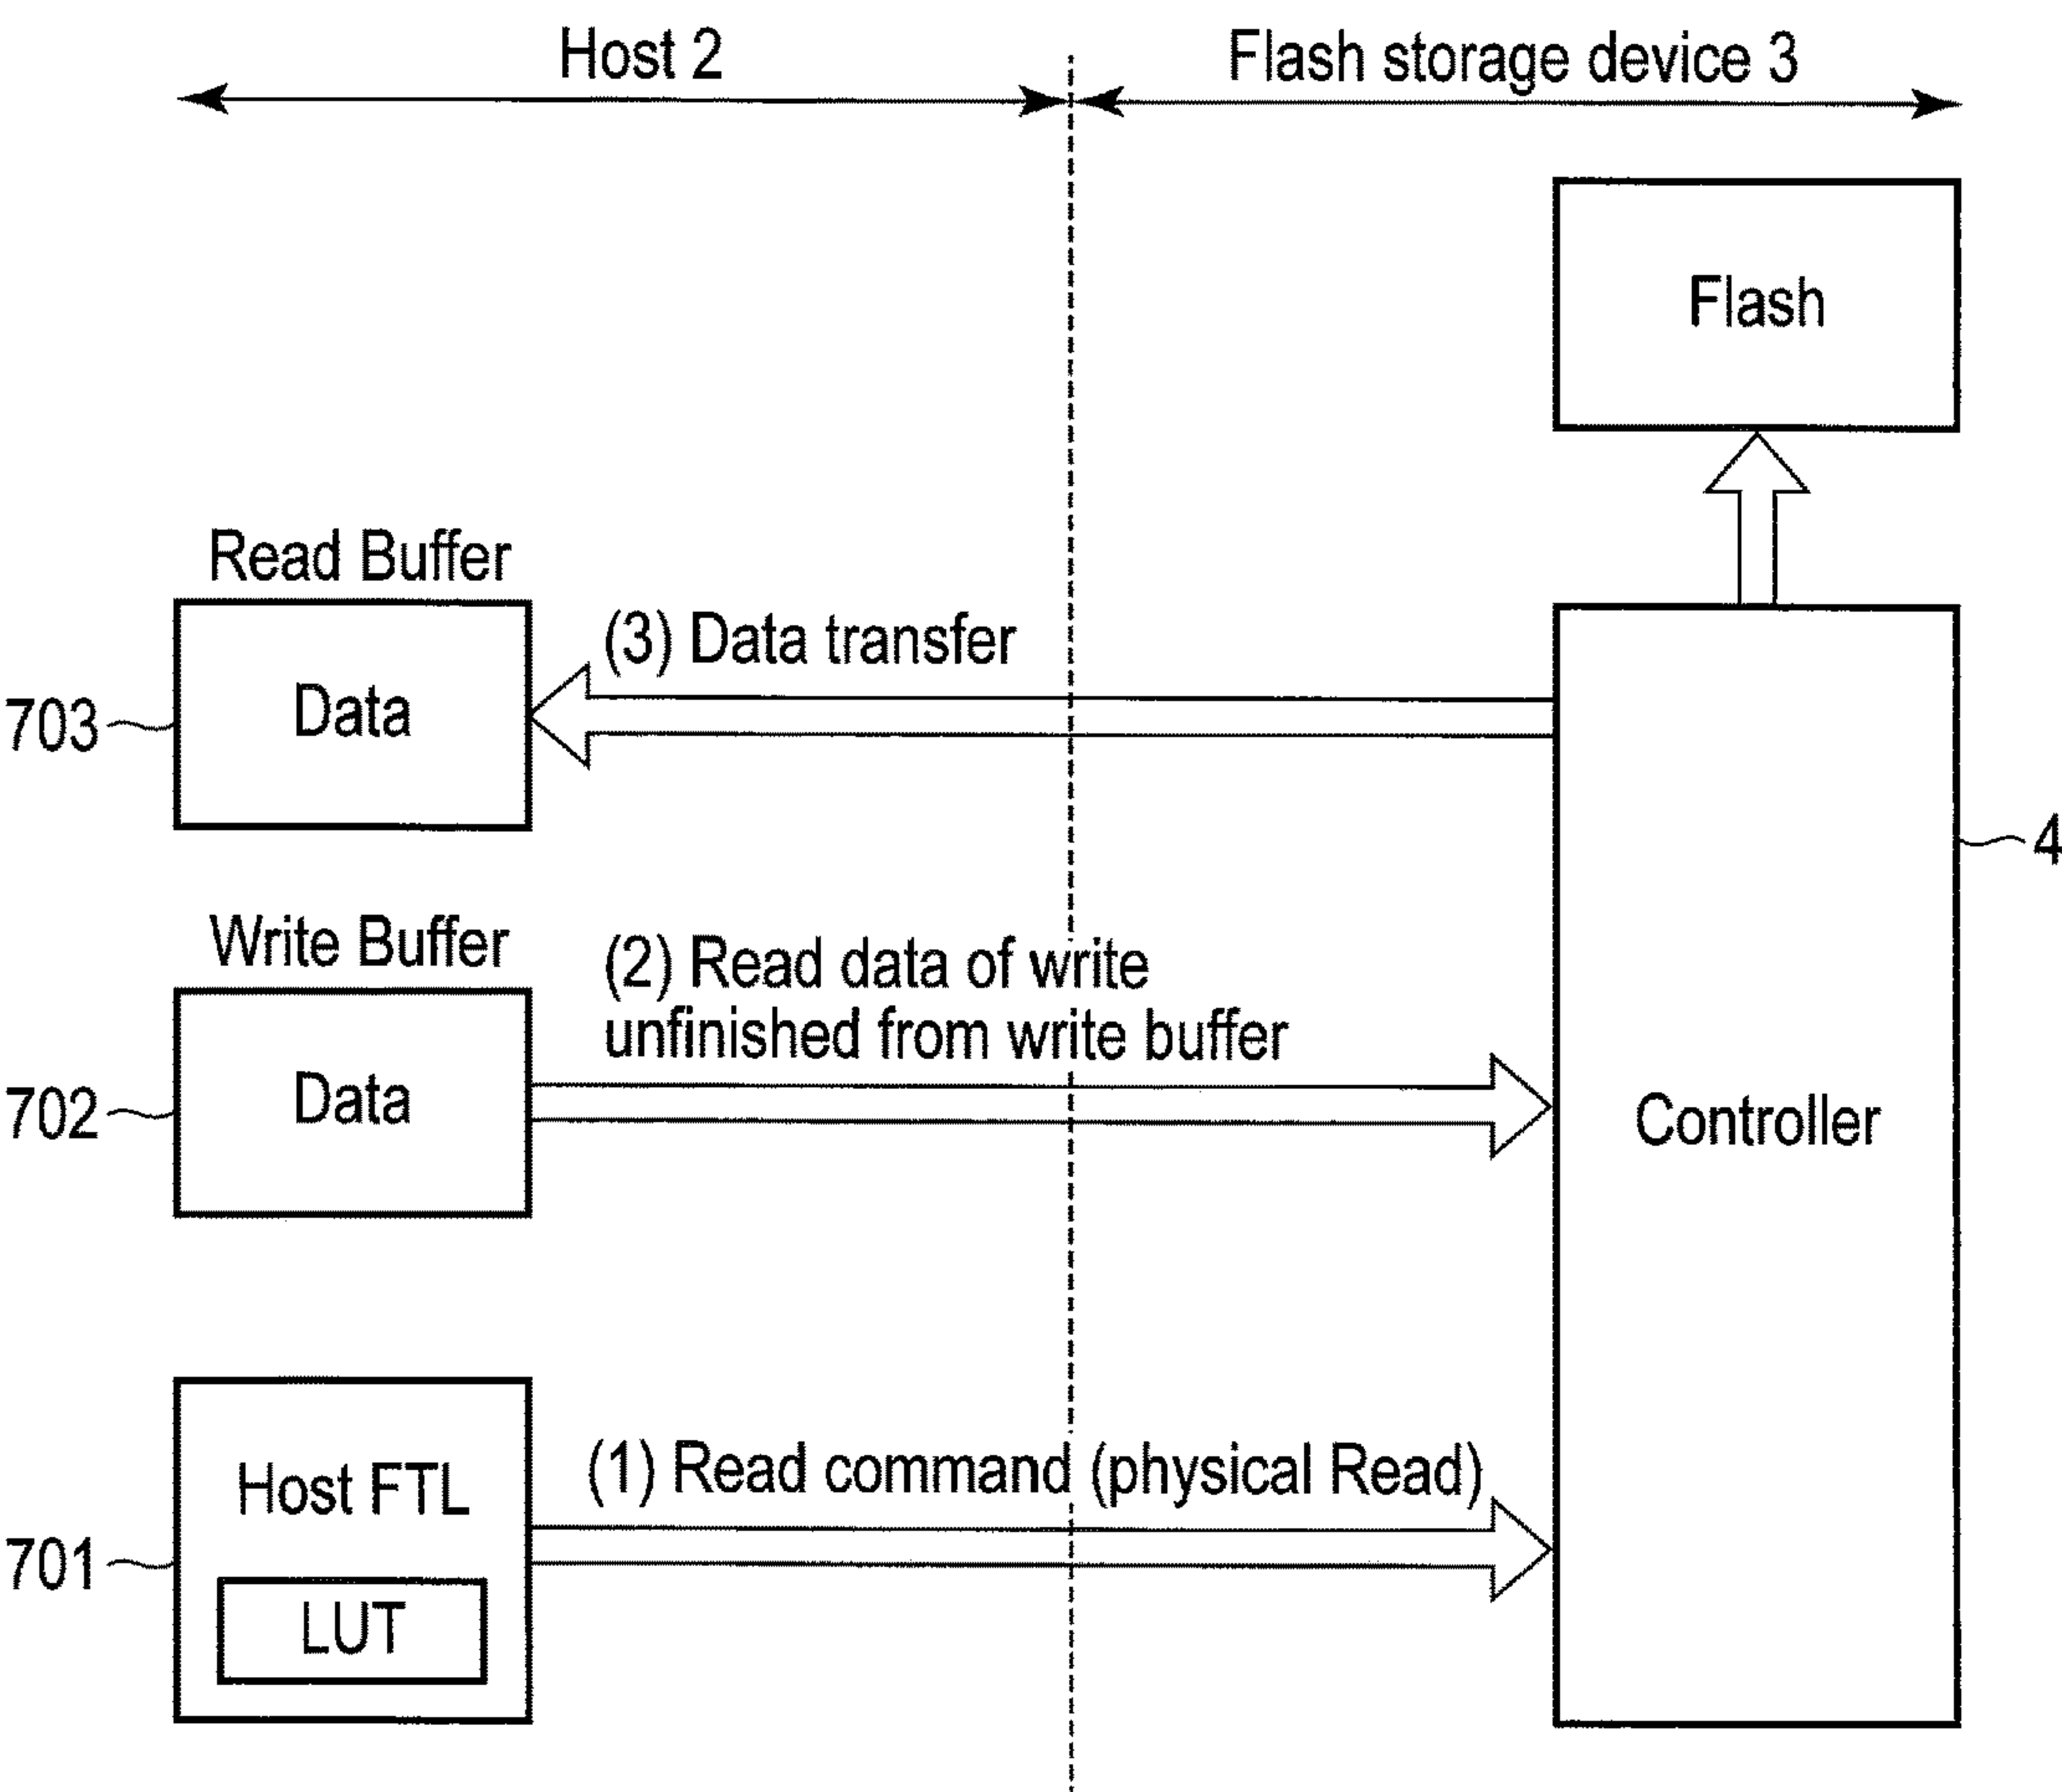 Host 2
Flash storage device 3
Flash
Read Buffer
(3) Data transfer
Data
703
4
Write Buffer
(2) Read data of write
unfinished from write buffer
Data
702
Controller
(1) Read command (physical Read)
Host FTL
701
LUT